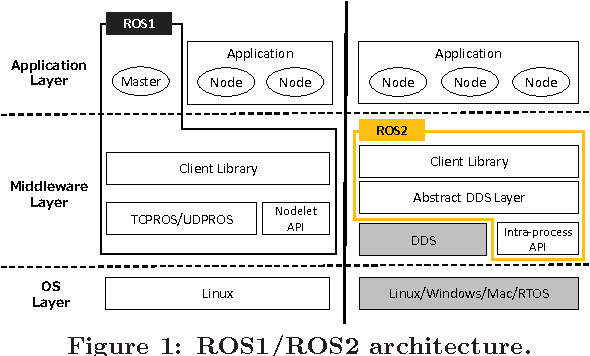 ROS1
Application
Layer
Master
Application
Node
Node
Application
Node
Node
Node
Middleware
Layer
Client Library
TCPROS/UDPROS
Nodelet
API
ROS2
Client Library
Abstract DDS Layer
DDS
Intra-process
API
OS
Layer
Linux
Linux/Windows/Mac/RTOS
Figure 1: ROS1/ROS2 architecture.